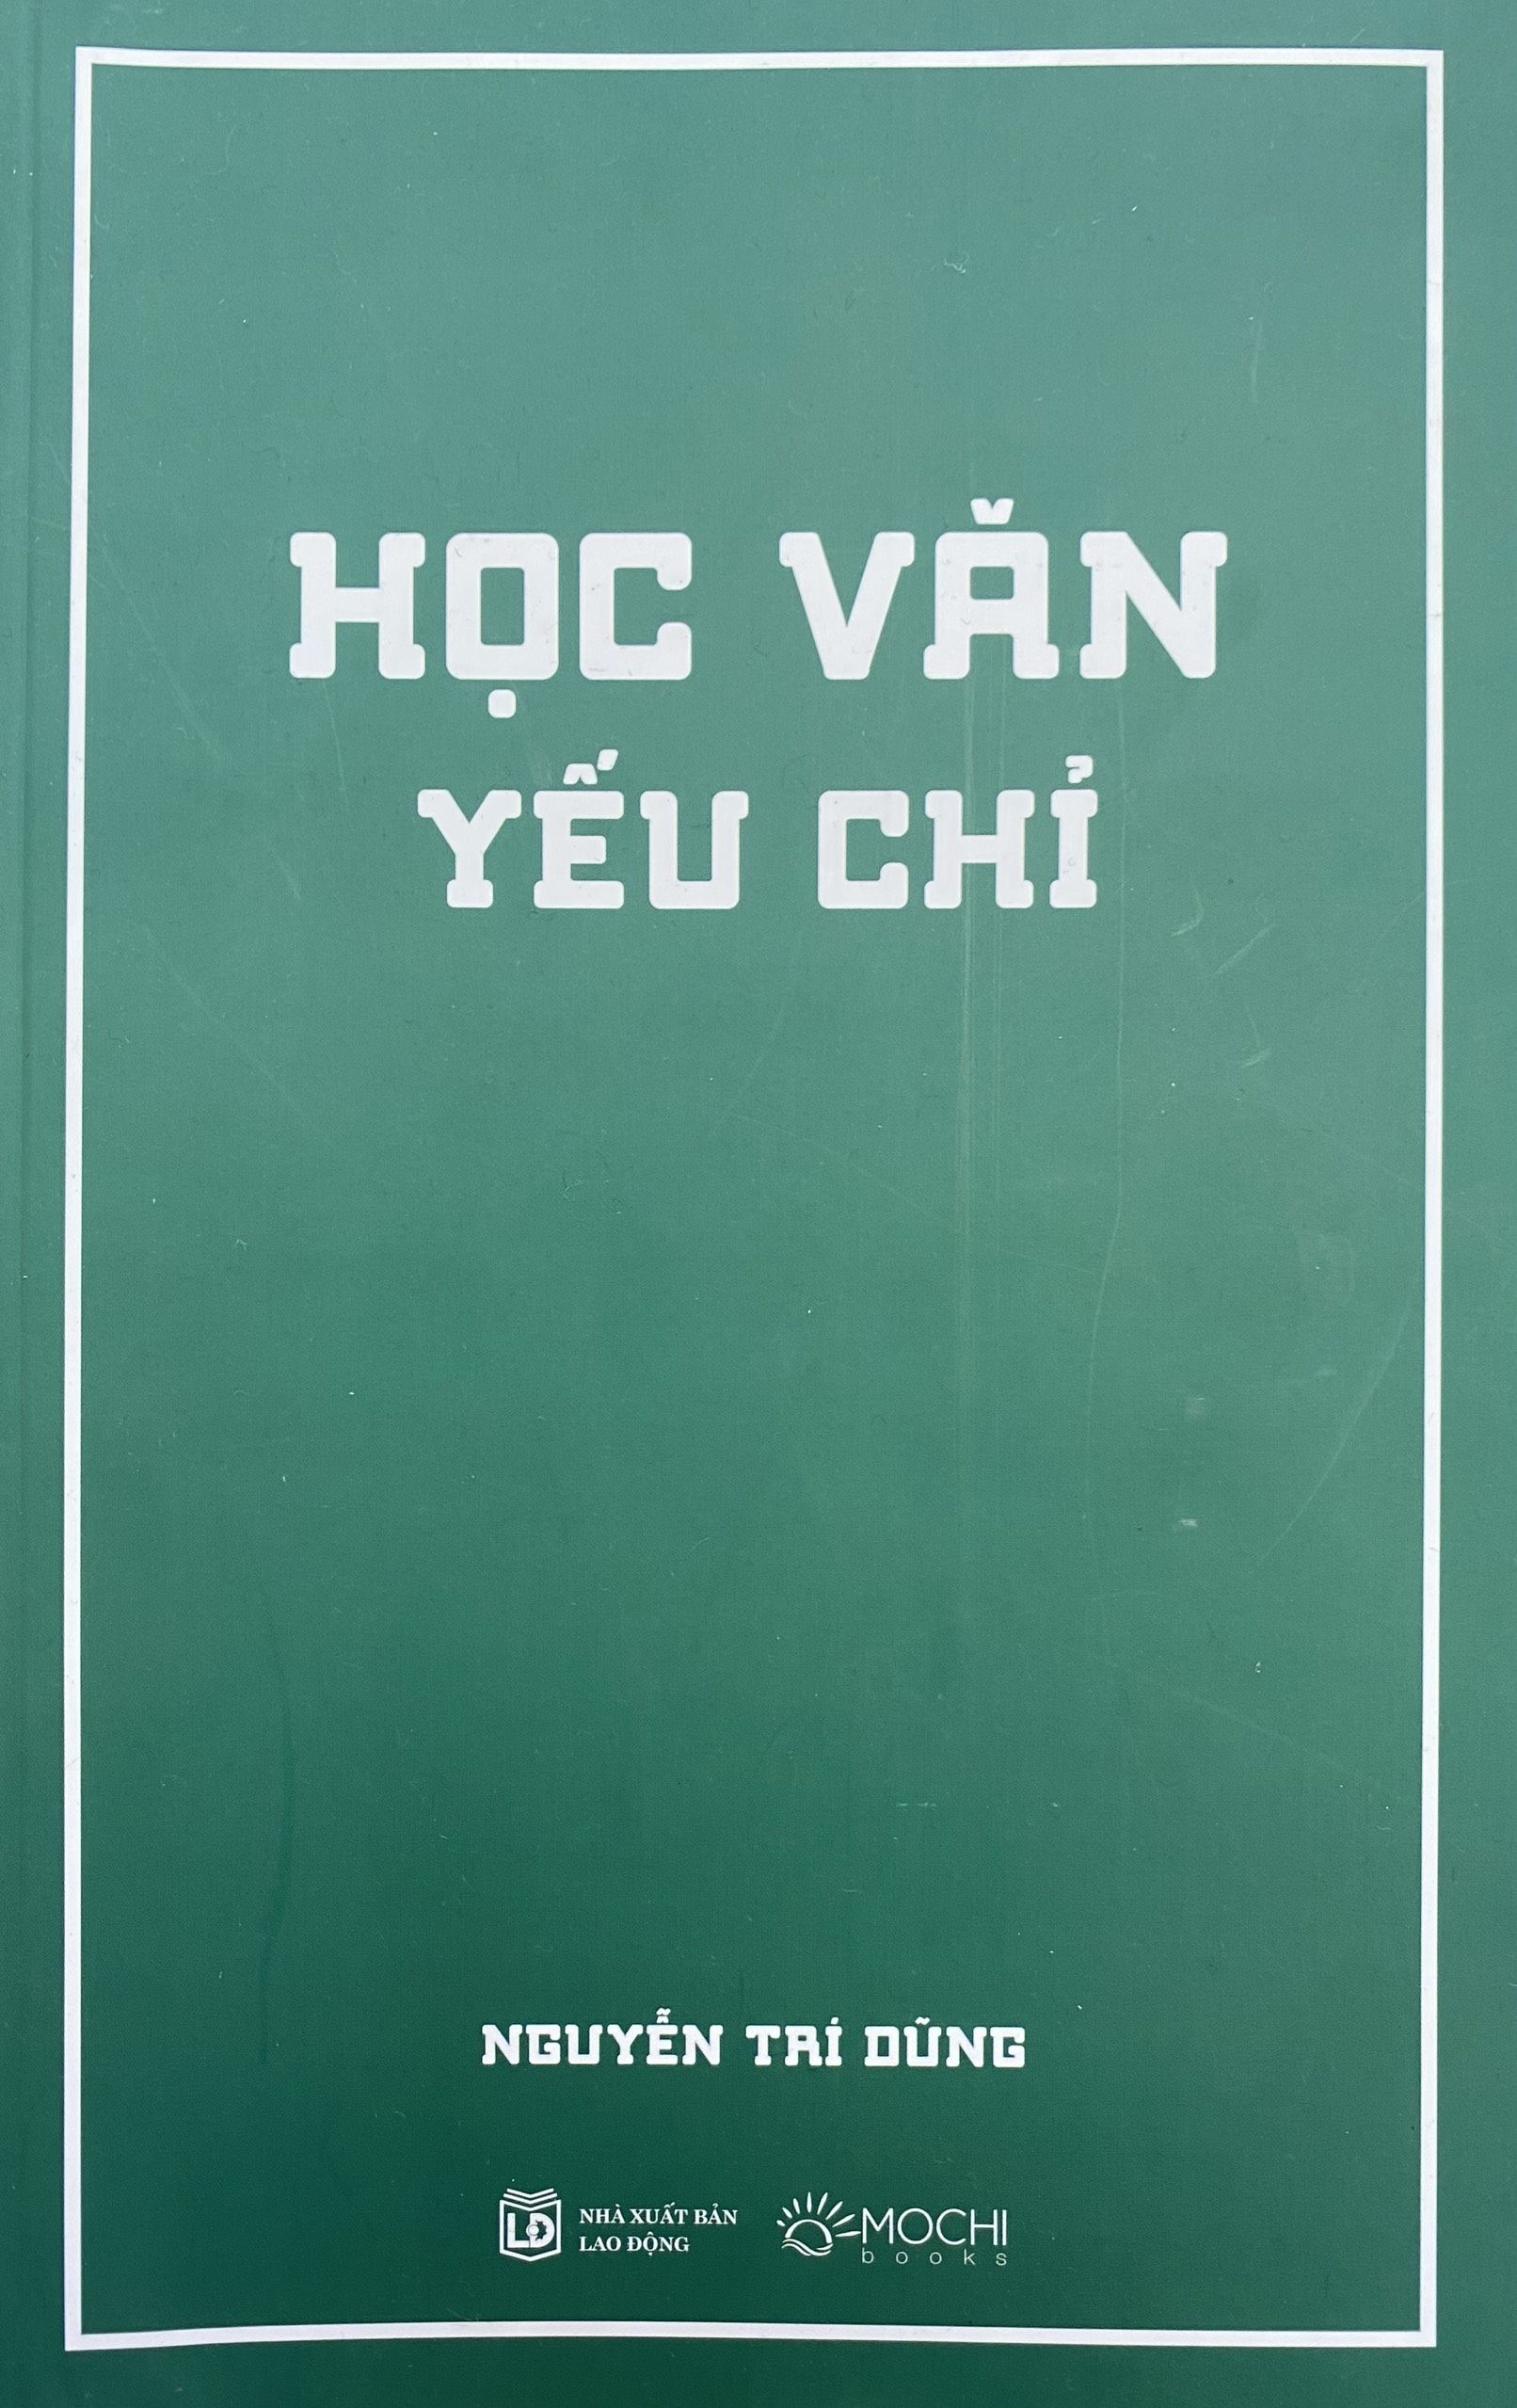 HỌC VĂN
YẾU CHỈ
NGUYỄN TRÍ DŨNG
LĐ
NHÀ XUẤT BẢN
LAO ĐỘNG
MOCHI
books